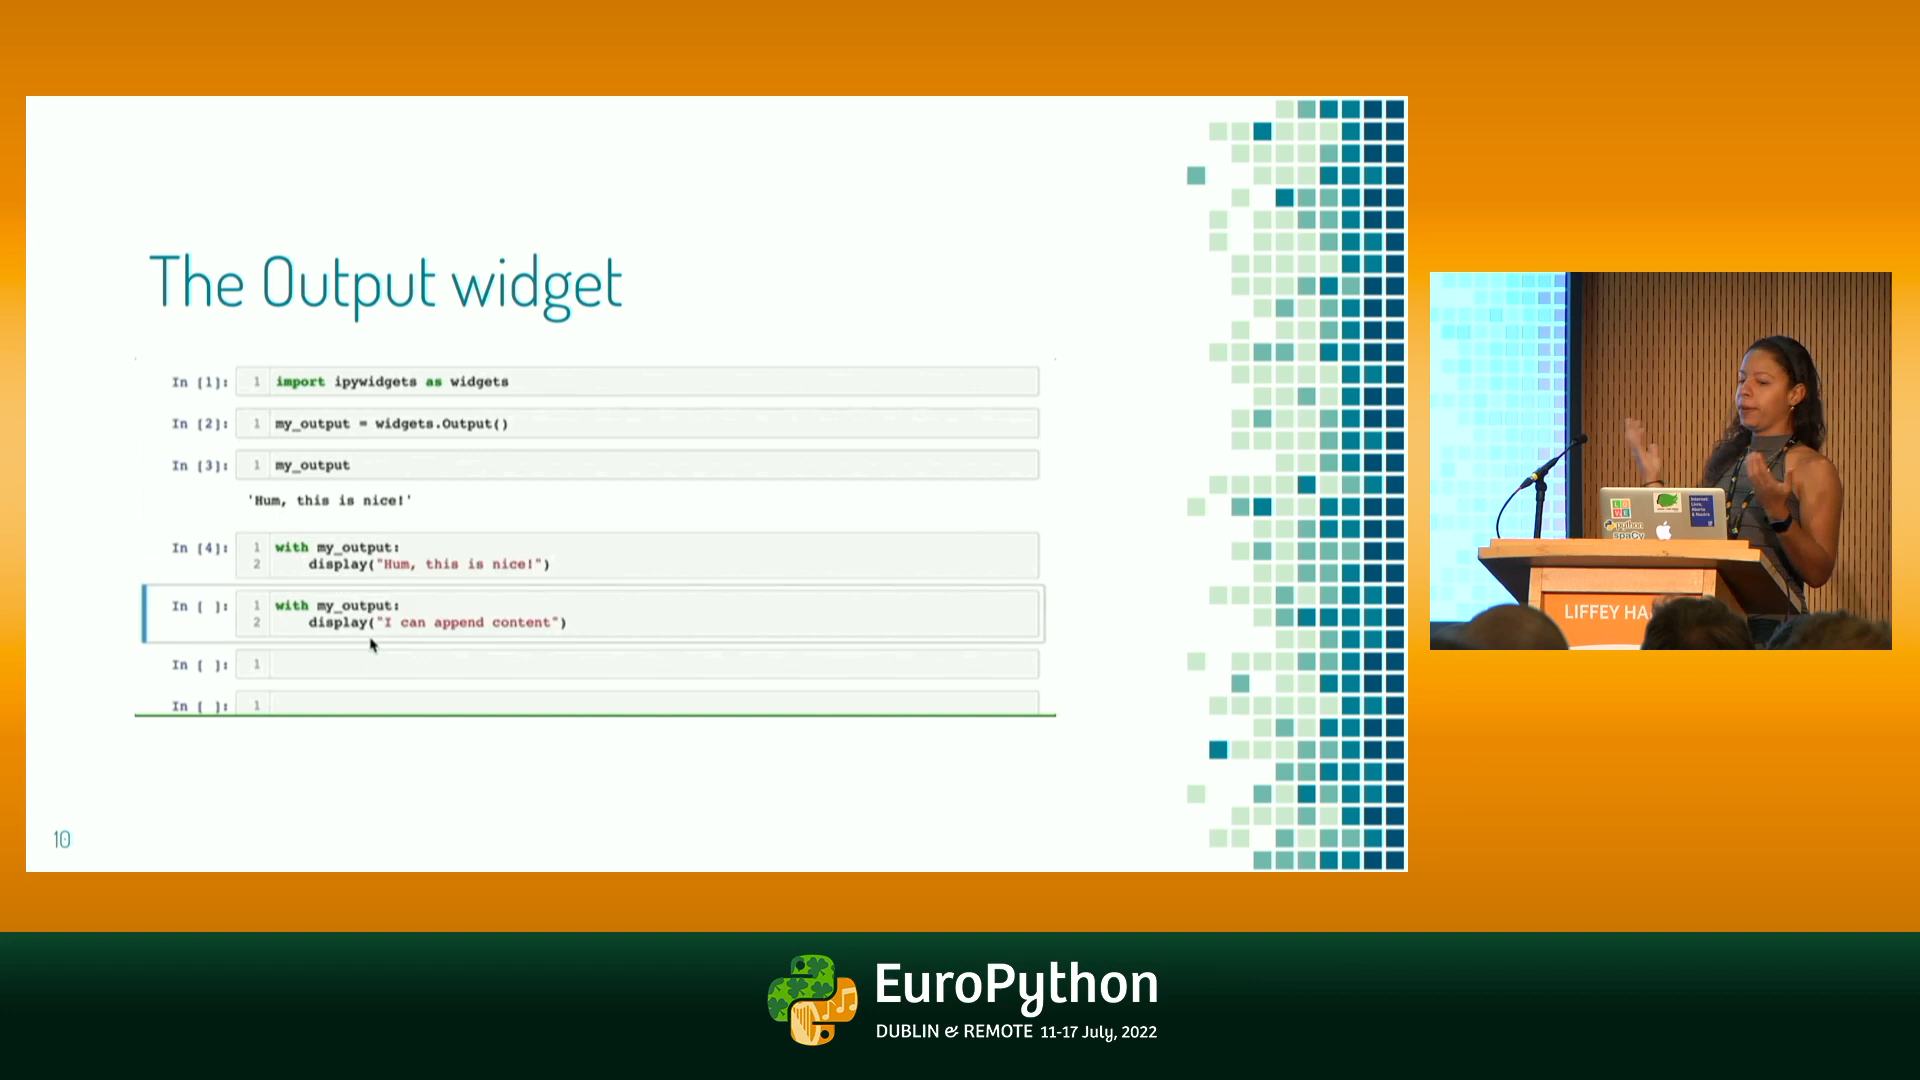 The Output widget
In [1]: 1 import ipywidgets as widgets
In [2]: 1 my_output = widgets.Output()
In [3]: 1 my_output
'Hum, this is nice!'
In [4]: 1 with my_output:
2 display("Hum, this is nice!")
In [ ]: 1 with my_output:
2 display("I can append content")
In [ ]: 1
In [ ]: 1
10
LOVE
python
spaCy
LIFFEY HA
EuroPython
DUBLIN & REMOTE 11-17 July, 2022